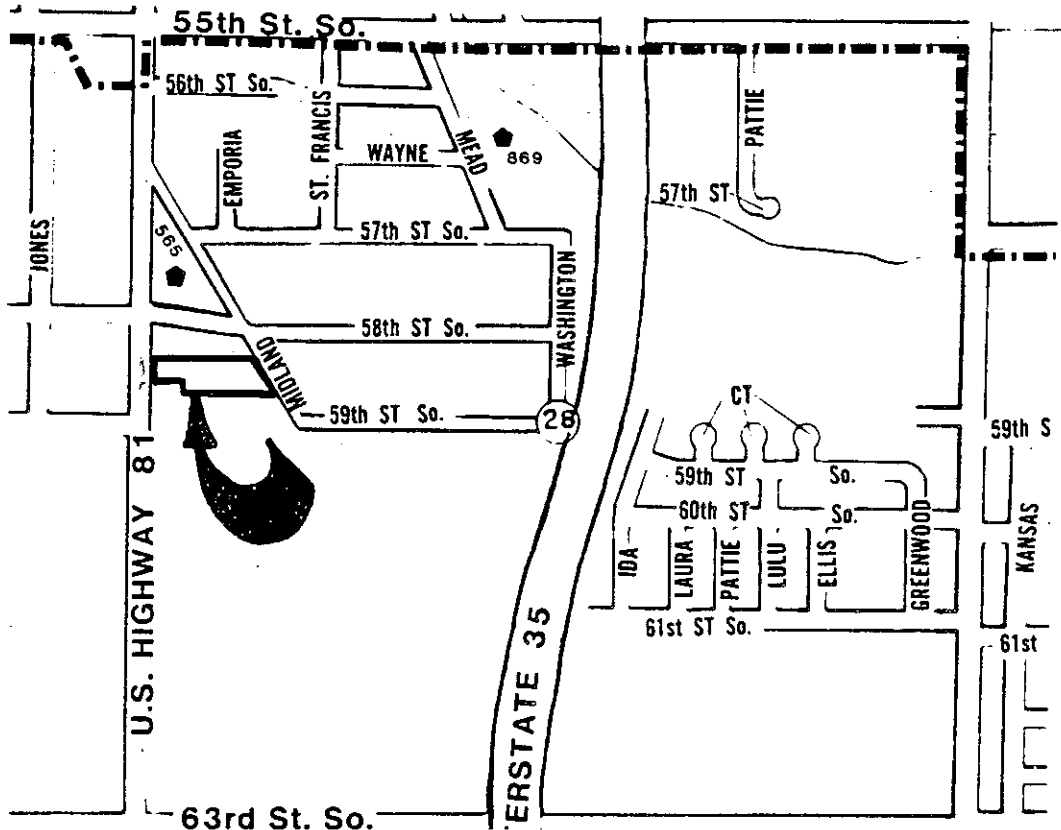 55th St. So.
56th ST So.
EMPORIA
ST. FRANCIS
WAYNE
MEAD
869
PATTIE
57th ST
JONES
565
57th ST So.
WASHINGTON
58th ST So.
MIDLAND
59th ST So.
28
CT
59th S
59th ST So.
60th ST So.
U.S. HIGHWAY 81
IDA
LAURA
PATTIE
LULU
ELLIS
GREENWOOD
KANSAS
61st ST So.
61st
ERSTATE 35
63rd St. So.